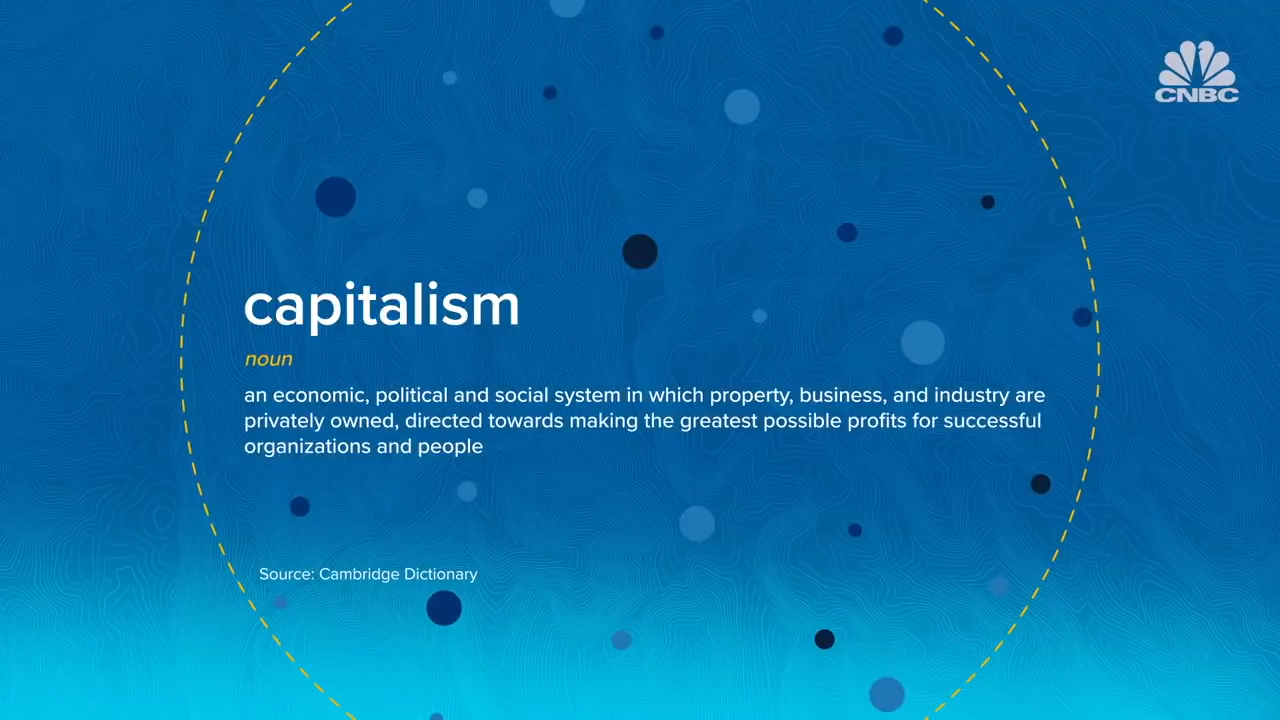 CNBC
capitalism
noun
an economic, political and social system in which property, business, and industry are
privately owned, directed towards making the greatest possible profits for successful
organizations and people
Source: Cambridge Dictionary